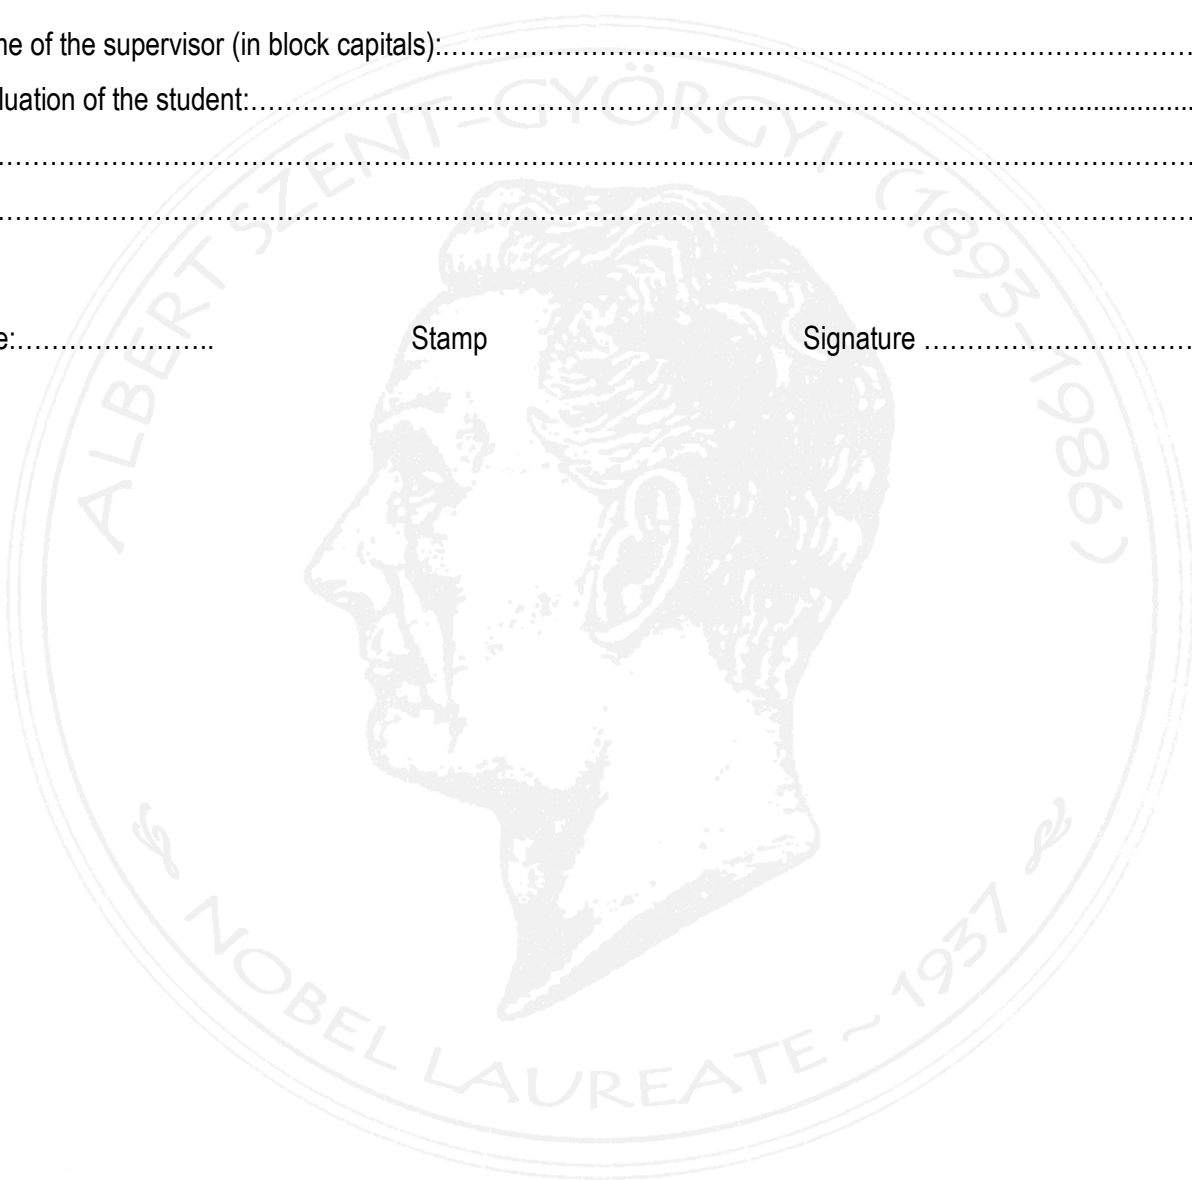 ne of the supervisor (in block capitals):..........................................................................................
luation of the student:..........................................................................................
..........................................................................................
..........................................................................................
e:........................ Stamp Signature ..............................
ALBERT SZENT-GYÖRGYI (1893-1986)
NOBEL LAUREATE ~ 1937